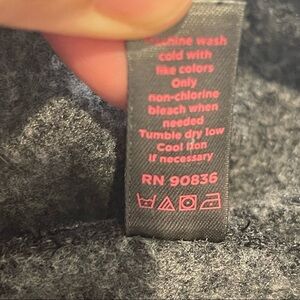 machine wash
cold with
like colors
Only
non-chlorine
bleach when
needed
Tumble dry low
Cool Iron
if necessary
RN 90836